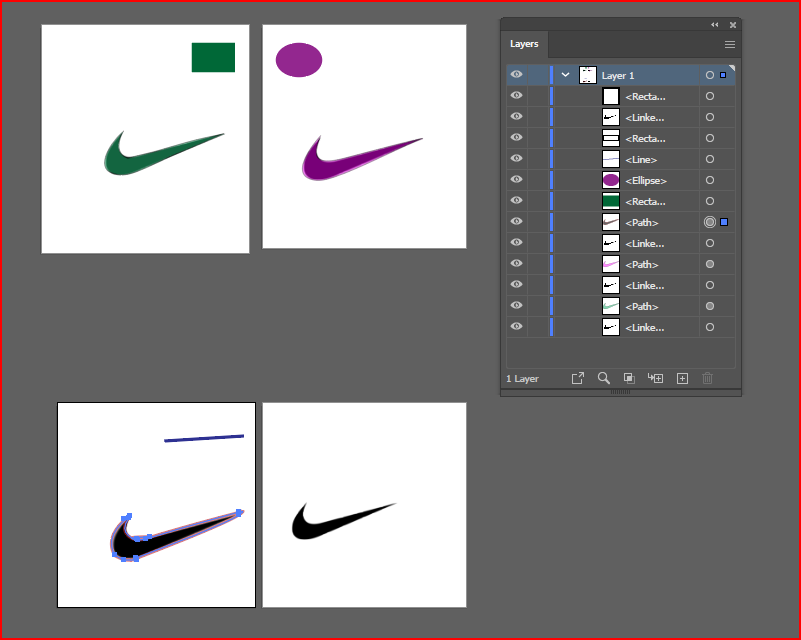 Layers
Layer 1
<Recta...
<Linke...
<Recta...
<Line>
<Ellipse>
<Recta...
<Path>
<Linke...
<Path>
<Linke...
<Path>
<Linke...
1 Layer